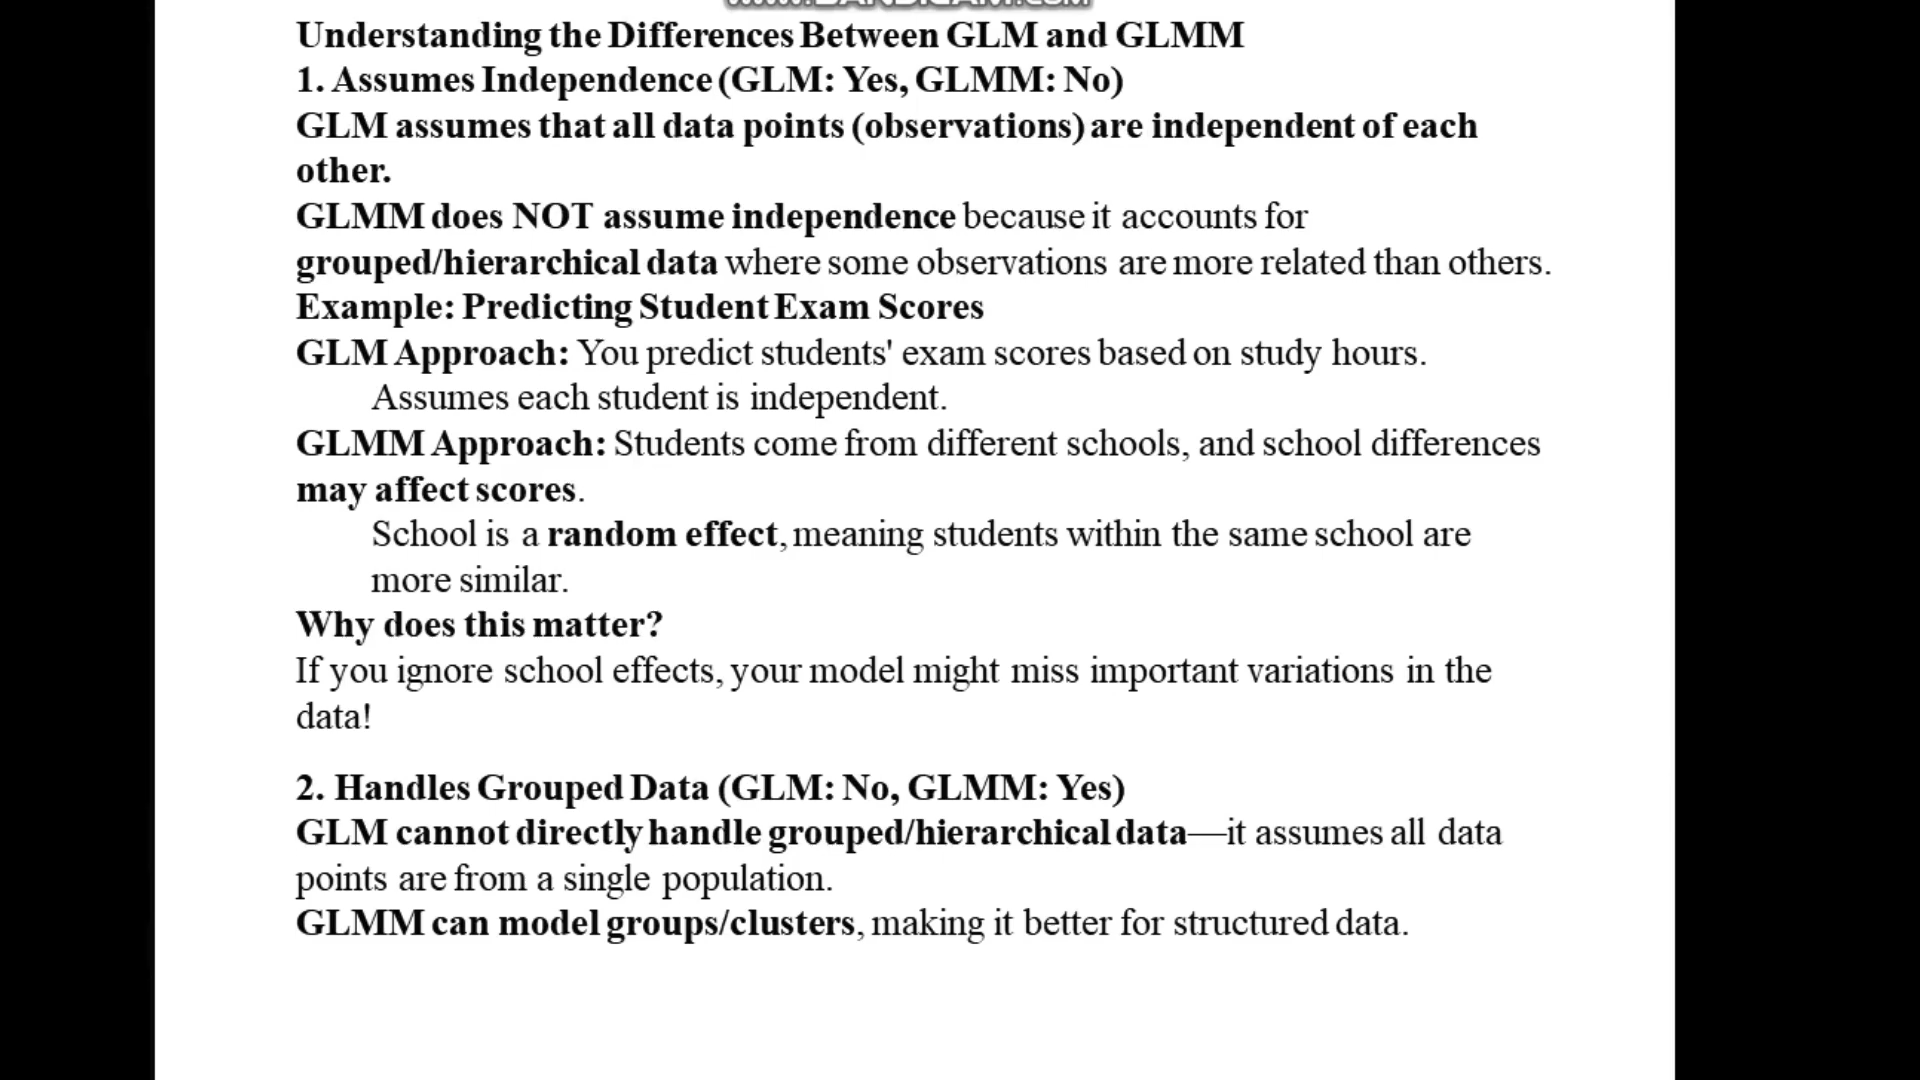 Understanding the Differences Between GLM and GLMM
1. Assumes Independence (GLM: Yes, GLMM: No)
GLM assumes that all data points (observations) are independent of each
other.
GLMM does NOT assume independence because it accounts for
grouped/hierarchical data where some observations are more related than others.
Example: Predicting Student Exam Scores
GLM Approach: You predict students' exam scores based on study hours.
Assumes each student is independent.
GLMM Approach: Students come from different schools, and school differences
may affect scores.
School is a random effect, meaning students within the same school are
more similar.
Why does this matter?
If you ignore school effects, your model might miss important variations in the
data!
2. Handles Grouped Data (GLM: No, GLMM: Yes)
GLM cannot directly handle grouped/hierarchical data—it assumes all data
points are from a single population.
GLMM can model groups/clusters, making it better for structured data.